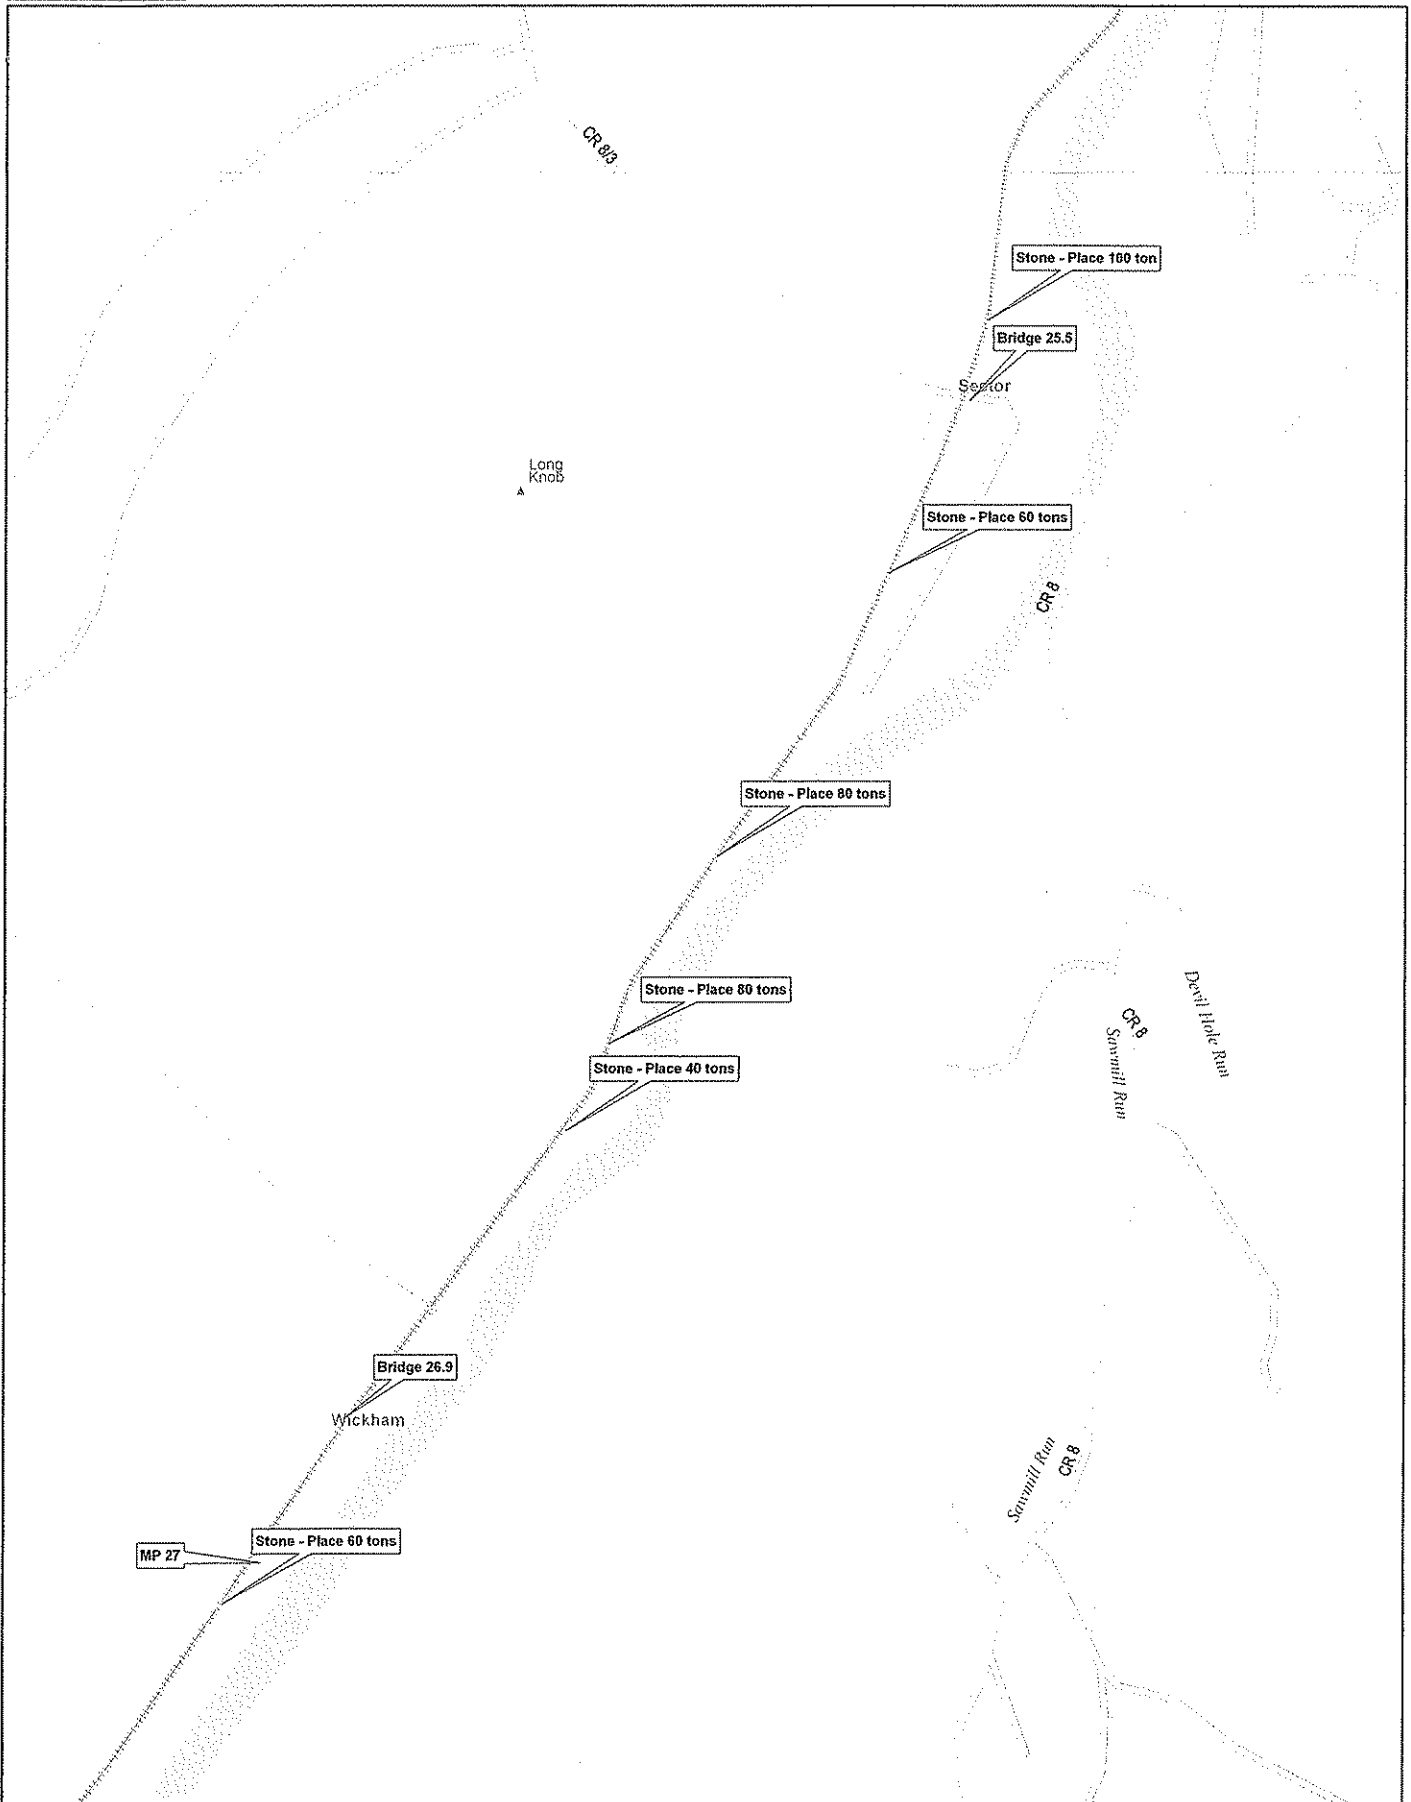 CR 8/3
Stone - Place 100 ton
Bridge 25.5
Sector
Long
Knob
Stone - Place 60 tons
CR 8
Stone - Place 80 tons
Stone - Place 80 tons
Devil Hole Run
CR 8
Sawmill Run
Stone - Place 40 tons
Bridge 26.9
Wickham
Sawmill Run
CR 8
Stone - Place 60 tons
MP 27